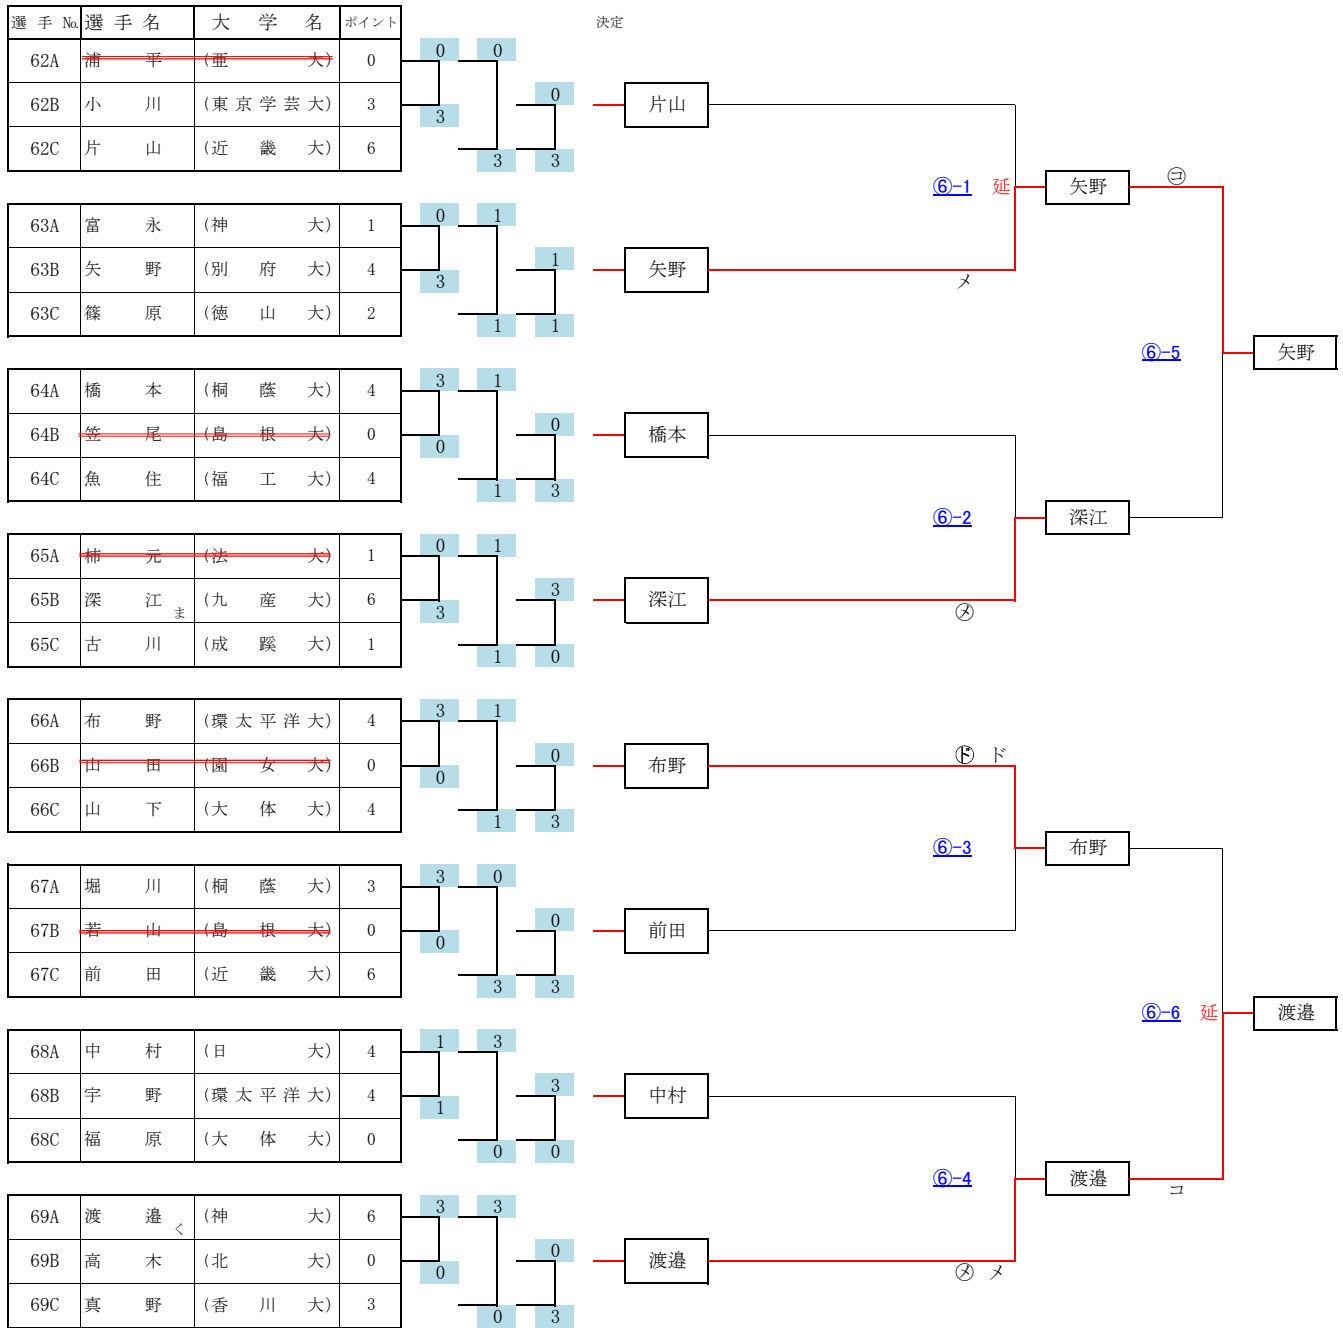 選手No. 選手名 大学名 ポイント 決定
62A 浦平 (亜大) 0 0 0
62B 小川 (東京学芸大) 3 3 0 片山
62C 片山 (近畿大) 6 3 3
⑥-1 延 矢野 ㋙
63A 富永 (神大) 1 0 1
63B 矢野 (別府大) 4 3 1 矢野 メ
63C 篠原 (徳山大) 2 1 1
⑥-5 矢野
64A 橋本 (桐蔭大) 4 3 1
64B 笠尾 (島根大) 0 0 0 橋本
64C 魚住 (福工大) 4 1 3
⑥-2 深江
65A 柿元 (法大) 1 0 1
65B 深江ま (九産大) 6 3 3 深江 ㋱
65C 古川 (成蹊大) 1 1 0
66A 布野 (環太平洋大) 4 3 1
66B 山田 (園女大) 0 0 0 布野 ㋣ ド
66C 山下 (大体大) 4 1 3
⑥-3 布野
67A 堀川 (桐蔭大) 3 3 0
67B 若山 (島根大) 0 0 0 前田
67C 前田 (近畿大) 6 3 3
⑥-6 延 渡邉
68A 中村 (日大) 4 1 3
68B 宇野 (環太平洋大) 4 1 3 中村
68C 福原 (大体大) 0 0 0
⑥-4 渡邉 コ
69A 渡邉く (神大) 6 3 3
69B 高木 (北大) 0 0 0 渡邉 ㋱ メ
69C 真野 (香川大) 3 0 3